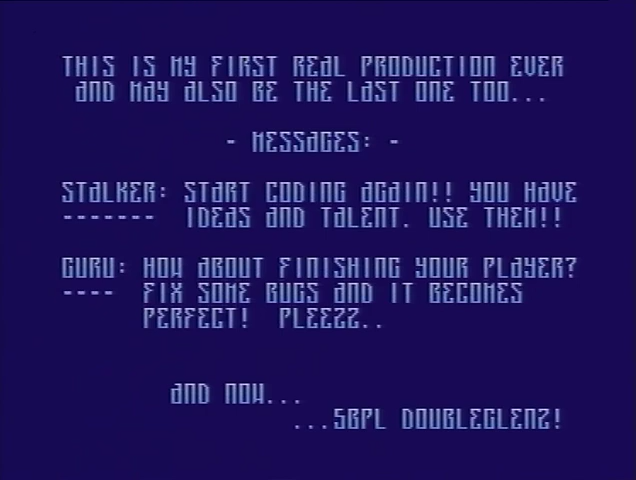 THIS IS MY FIRST REAL PRODUCTION EVER
AND MAY ALSO BE THE LAST ONE TOO...
- MESSAGES: -
STALKER: START CODING AGAIN!! YOU HAVE
------- IDEAS AND TALENT. USE THEM!!
GURU: HOW ABOUT FINISHING YOUR PLAYER?
---- FIX SOME BUGS AND IT BECOMES
PERFECT! PLEEZZ..
AND NOW...
...5BPL DOUBLEGLENZ!